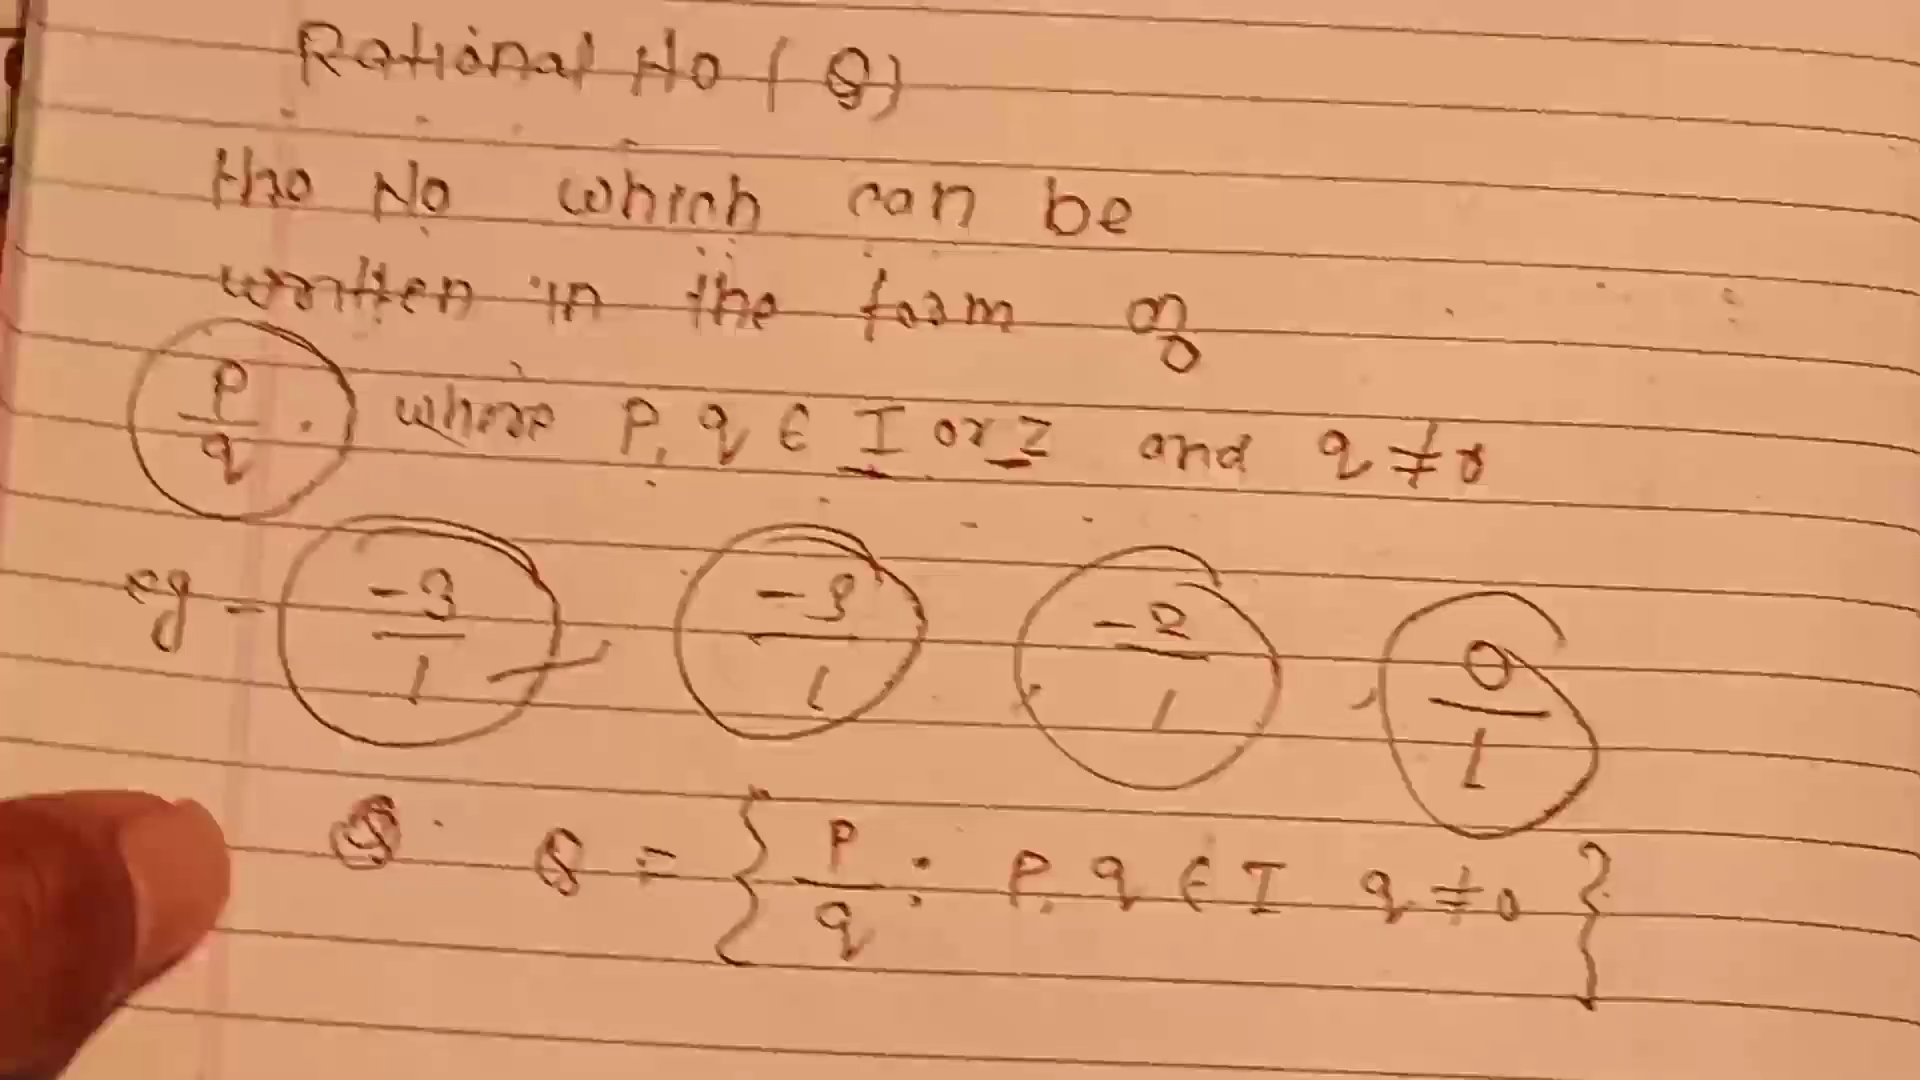 Rational No (Q)
the No which can be
written in the form of
p/q. where P, q ∈ I or Z and q ≠ 0
eg - -3/1, -3/1 -2/1, 0/1
Q. Q = { P/q : P, q ∈ I q ≠ 0 }